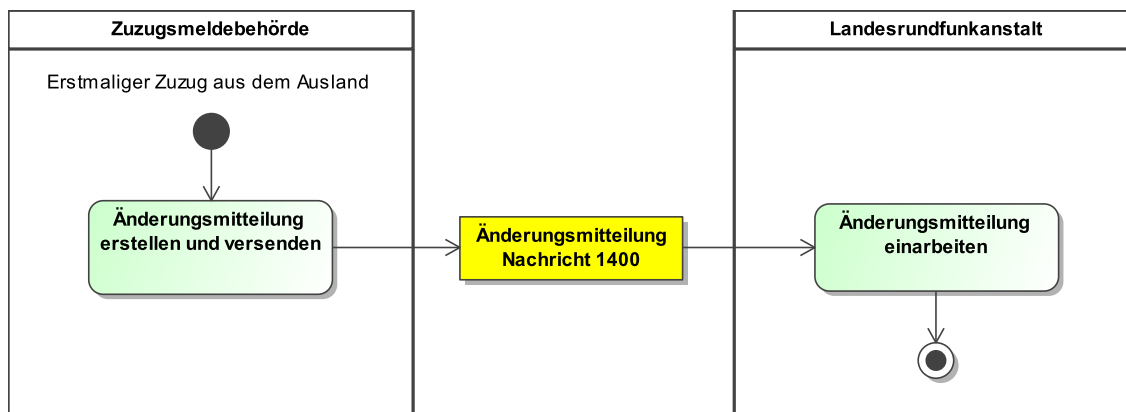 Zuzugsmeldebehörde
Landesrundfunkanstalt
Erstmaliger Zuzug aus dem Ausland
Änderungsmitteilung
erstellen und versenden
Änderungsmitteilung
Nachricht 1400
Änderungsmitteilung
einarbeiten